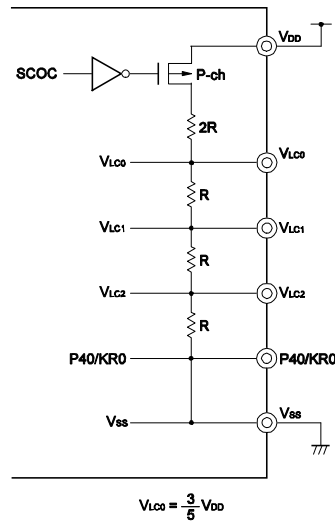 VDD
SCOC
P-ch
2R
VLC0 VLC0
R
VLC1 VLC1
R
VLC2 VLC2
R
P40/KR0 P40/KR0
VSS VSS
VLC0 = 3/5 VDD